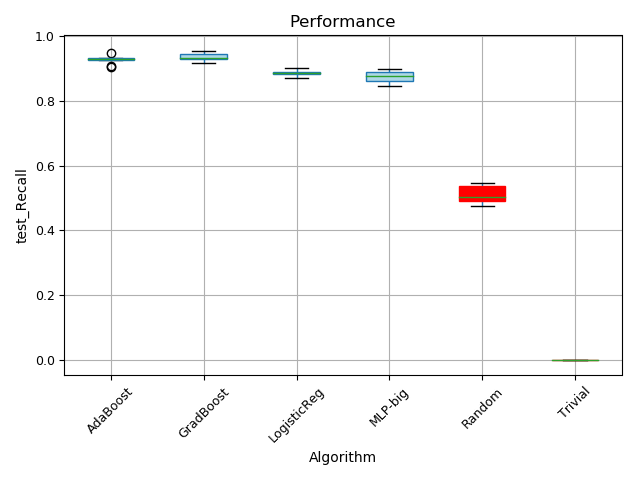 Performance
1.0
0.8
0.6
0.4
0.2
0.0
test_Recall
AdaBoost
GradBoost
LogisticReg
MLP-big
Random
Trivial
Algorithm